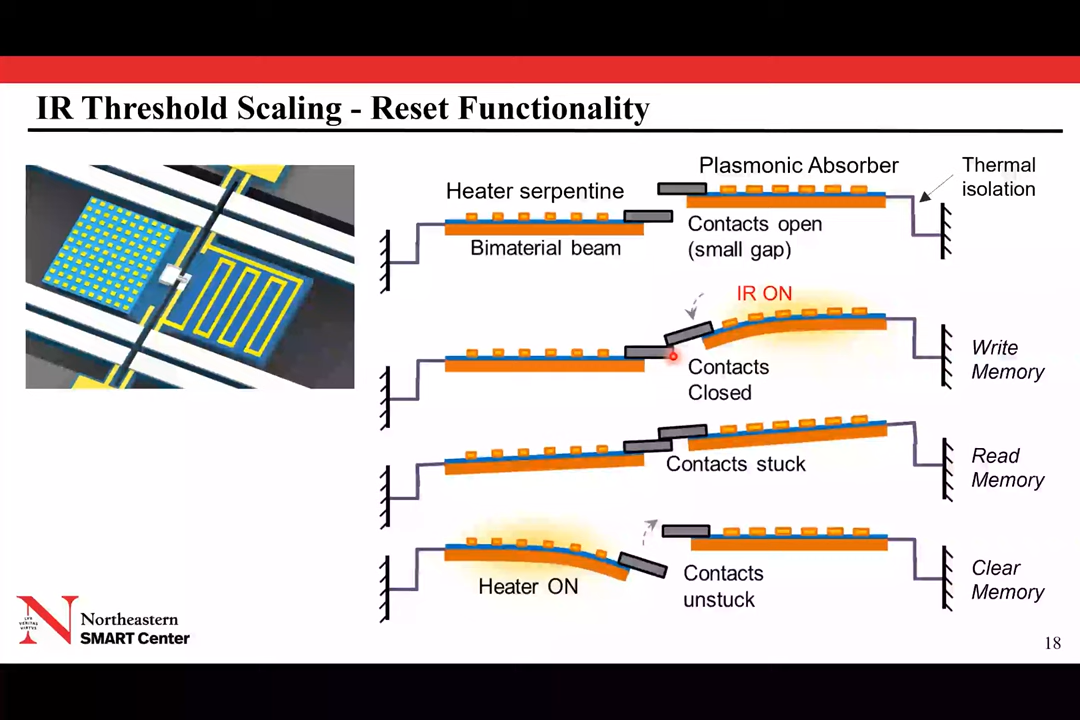 IR Threshold Scaling - Reset Functionality
Plasmonic Absorber
Thermal
isolation
Heater serpentine
Contacts open
(small gap)
Bimaterial beam
IR ON
Contacts
Closed
Write
Memory
Contacts stuck
Read
Memory
Heater ON
Contacts
unstuck
Clear
Memory
N
Northeastern
SMART Center
18